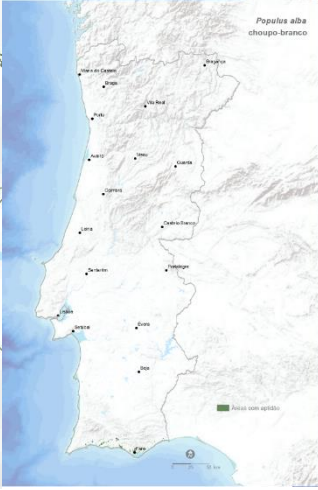 Populus alba
choupo-branco
Bragança
Viana do Castelo
Braga
Vila Real
Porto
Aveiro
Viseu
Guarda
Coimbra
Castelo Branco
Leiria
Santarém
Portalegre
Lisboa
Setúbal
Évora
Beja
Áreas com aptidão
Faro